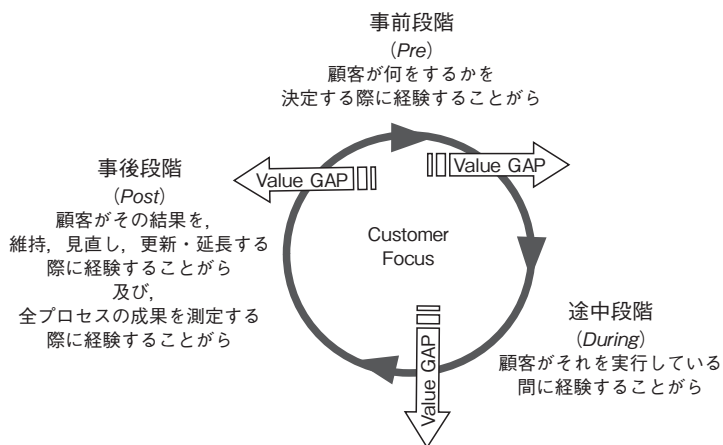 事前段階
(Pre)
顧客が何をするかを
決定する際に経験することがら
Value GAP
Value GAP
事後段階
(Post)
顧客がその結果を，
維持，見直し，更新・延長する
際に経験することがら
及び，
全プロセスの成果を測定する
際に経験することがら
Customer
Focus
途中段階
(During)
顧客がそれを実行している
間に経験することがら
Value GAP